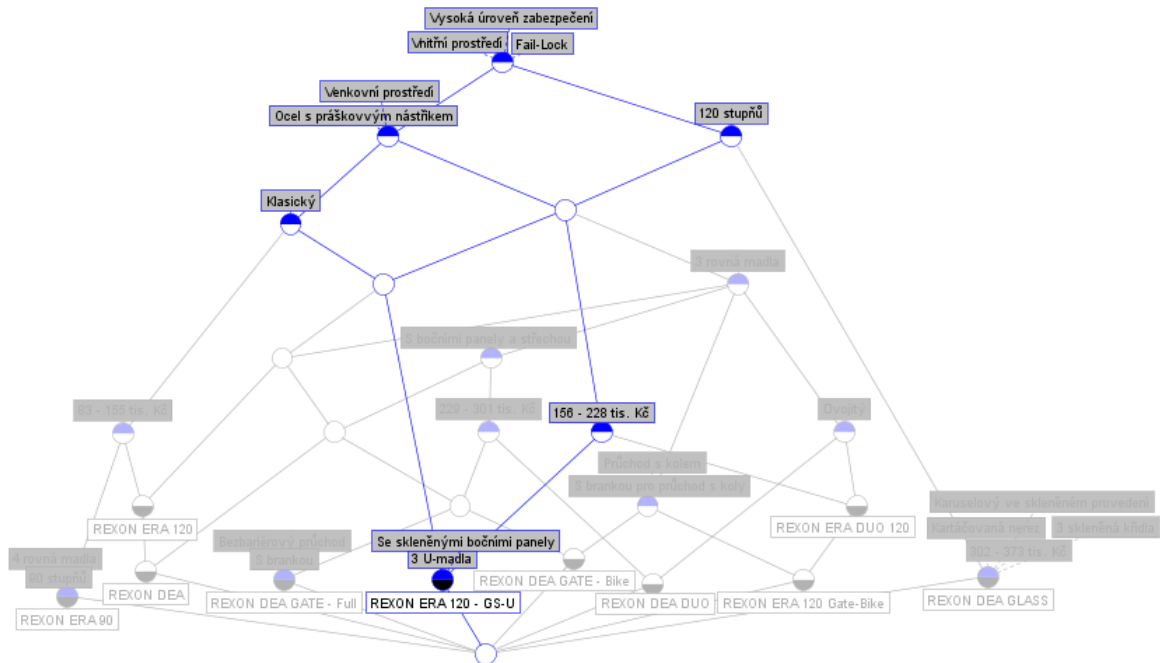 Vysoká úroveň zabezpečení
Vnitřní prostředí
Fail-Lock
Venkovní prostředí
Ocel s práškovvým nástřikem
120 stupňů
Klasický
3 rovná madla
S bočními panely a střechou
83 - 155 tis. Kč
229 - 301 tis. Kč
156 - 228 tis. Kč
Dvojitý
Průchod s kolem
S brankou pro průchod s koly
Karuselový ve skleněném provedení
REXON ERA 120
Bezbariérový průchod
Se skleněnými bočními panely
REXON ERA DUO 120
Kartáčovaná nerez
3 skleněná křídla
4 rovná madla
S brankou
3 U-madla
302 - 373 tis. Kč
90 stupňů
REXON DEA
REXON DEA GATE - Full
REXON ERA 120 - GS-U
REXON DEA GATE - Bike
REXON DEA DUO
REXON ERA 120 Gate-Bike
REXON DEA GLASS
REXON ERA 90